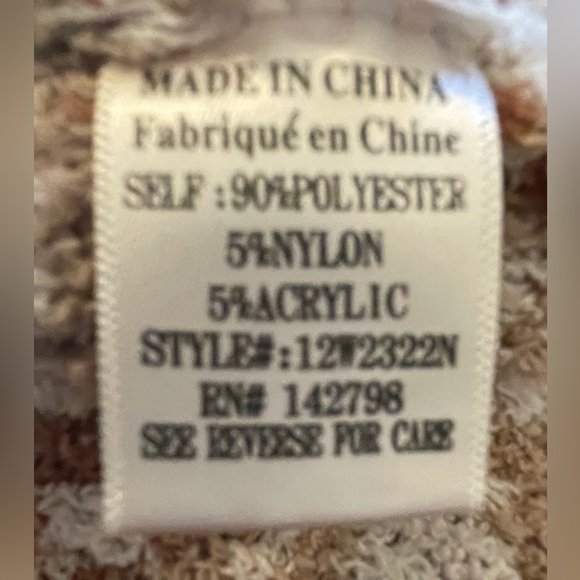 MADE IN CHINA
Fabriqué en Chine
SELF :90%POLYESTER
5%NYLON
5%ACRYLIC
STYLE#:12W2322N
RN# 142798
SEE REVERSE FOR CARE